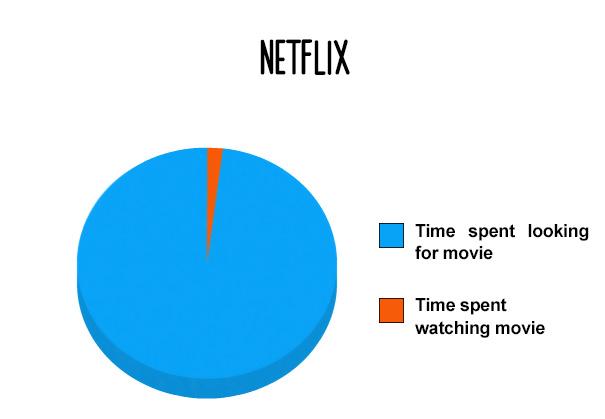 NETFLIX
Time spent looking
for movie
Time spent
watching movie